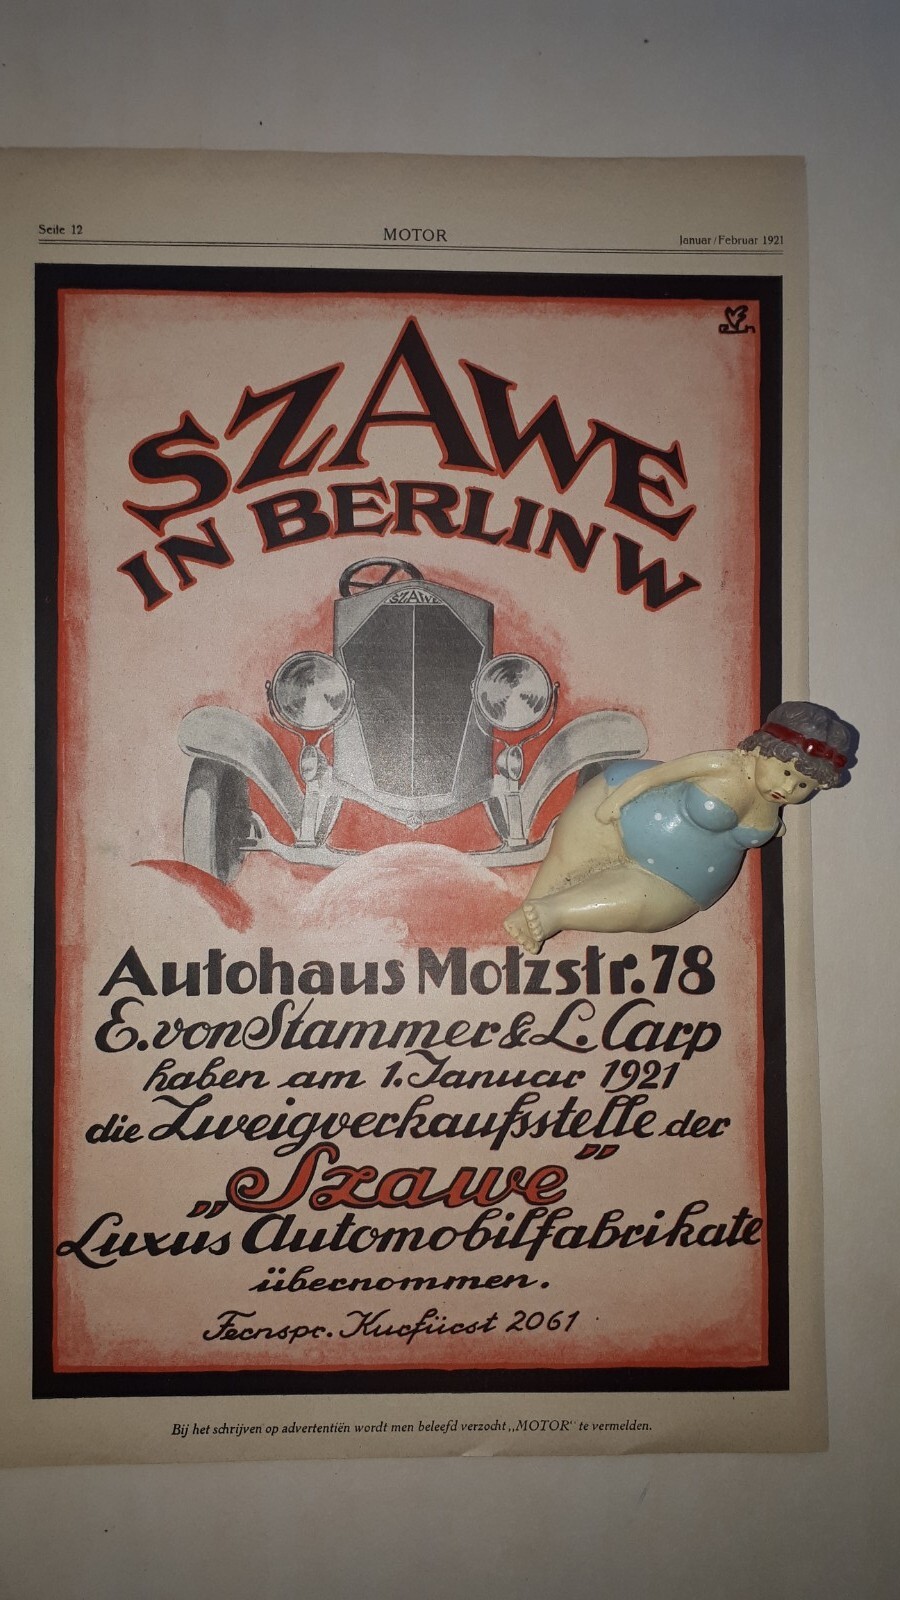 Seite 12
MOTOR
Januar/Februar 1921
SZAWE
IN BERLIN W
SZAWE
Autohaus Motzstr. 78
E. von Stammer & L. Carp
haben am 1. Januar 1921
die Zweigverkaufsstelle der
„Szawe”
Luxus Automobilfabrikate
übernommen.
Fernspr. Kurfürst 2061
Bij het schrijven op advertentiën wordt men beleefd verzocht „MOTOR“ te vermelden.